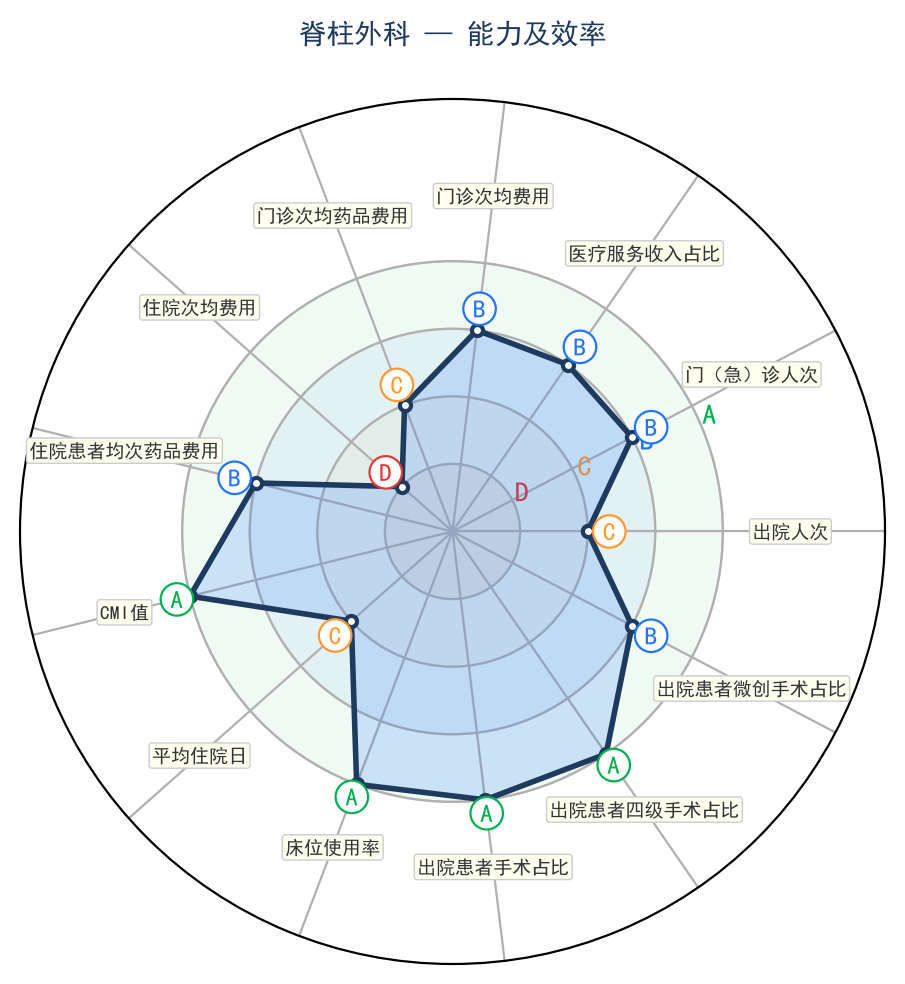 脊柱外科 — 能力及效率
门诊次均费用
门诊次均药品费用
医疗服务收入占比
住院次均费用
B
B
门（急）诊人次
C
A
B
B
住院患者均次药品费用
C
D
B
D
出院人次
C
A
CMI值
C
B
出院患者微创手术占比
平均住院日
A
A
出院患者四级手术占比
A
床位使用率
出院患者手术占比